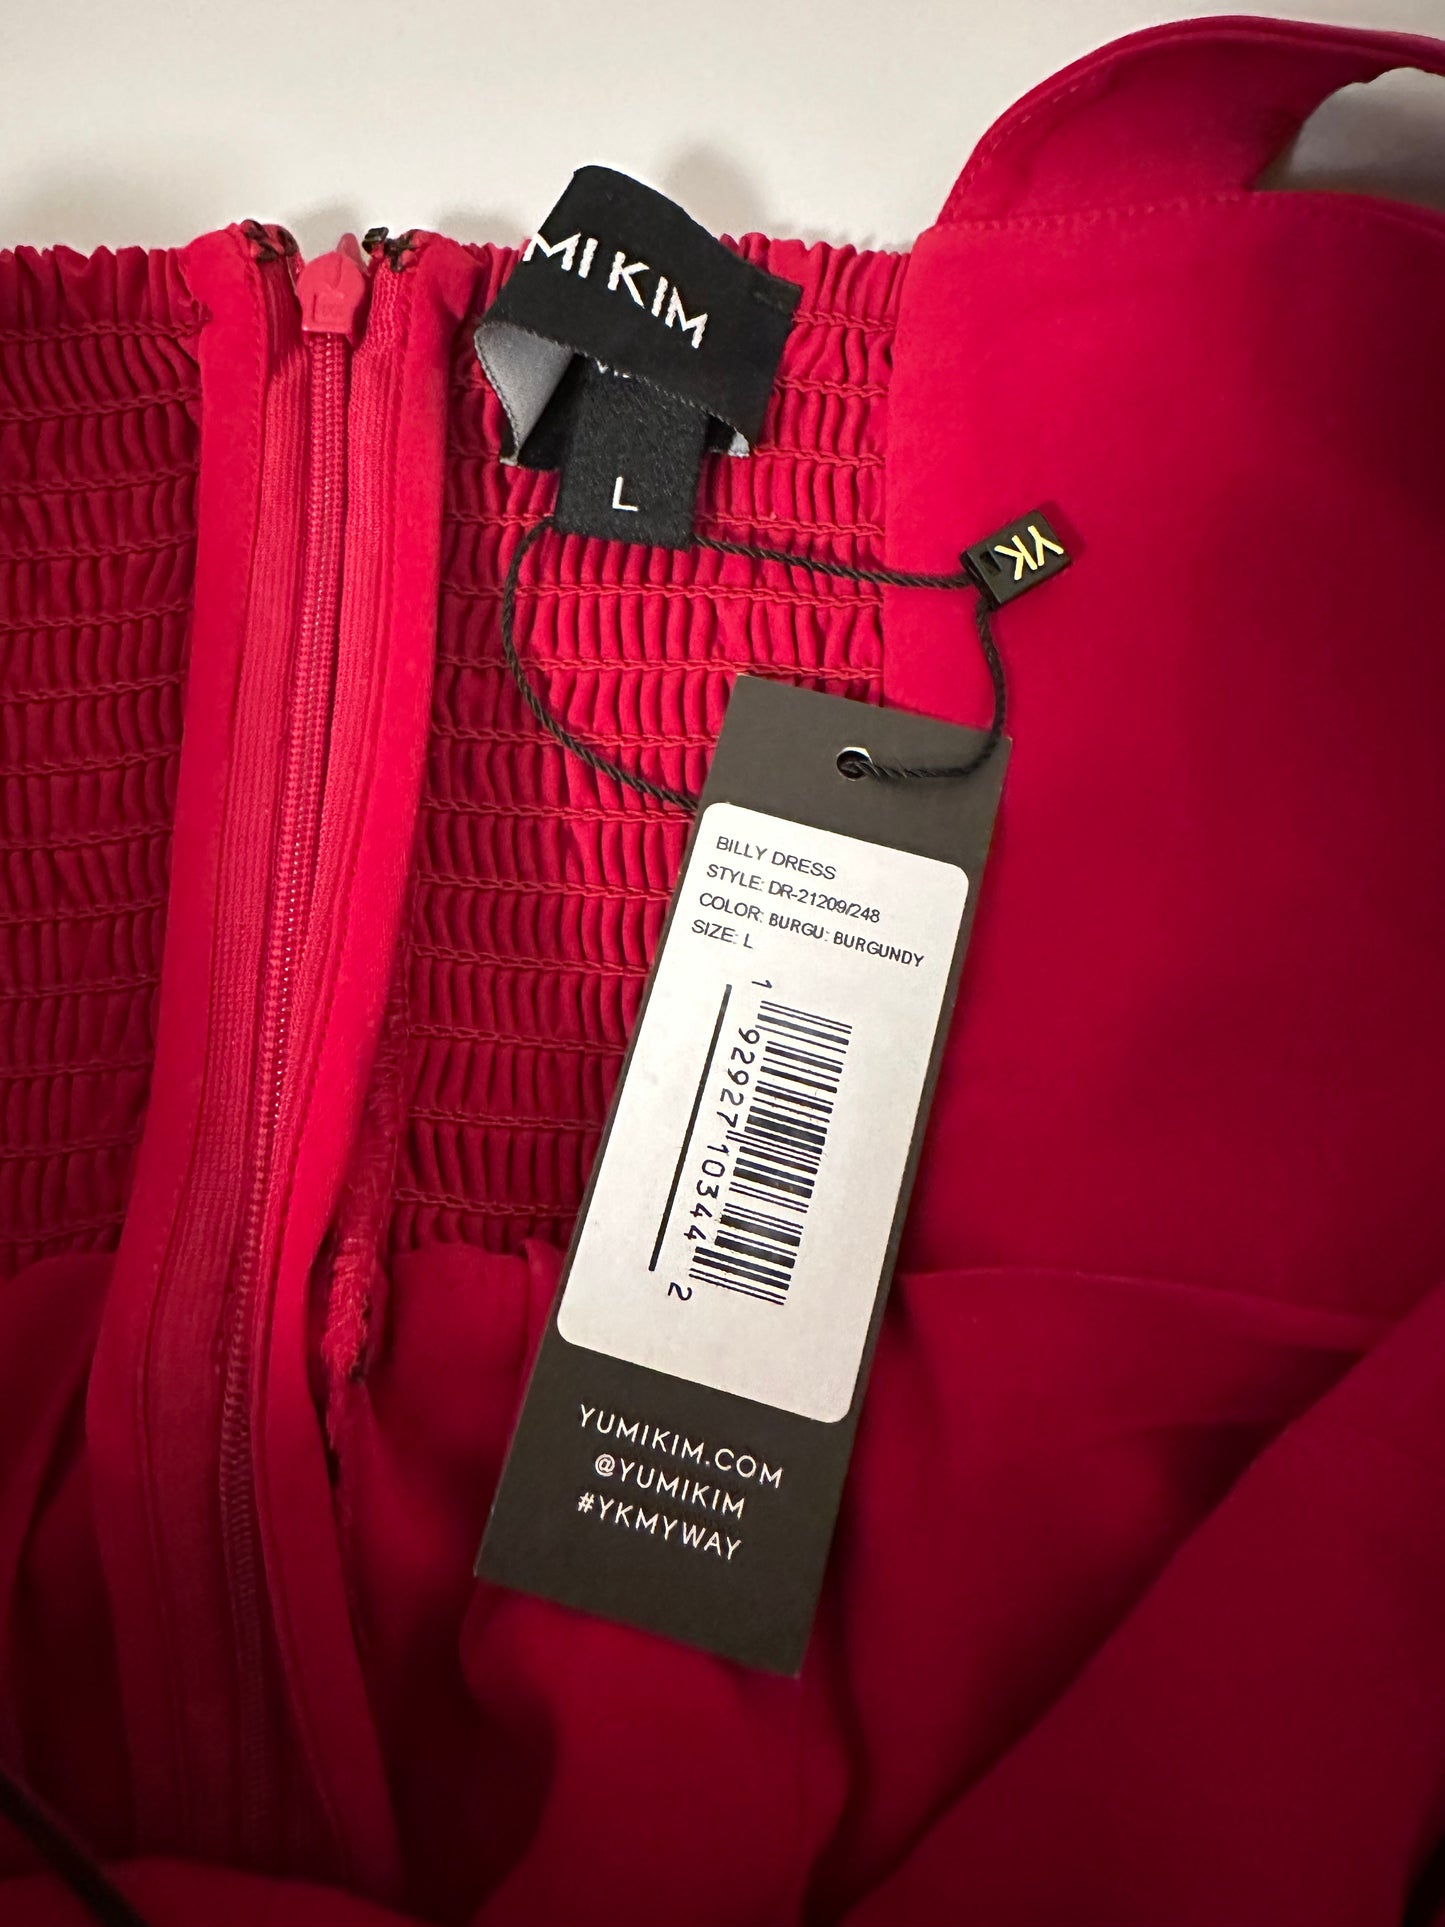 MI KIM
L
YK
BILLY DRESS
STYLE: DR-21209/248
COLOR: BURGU: BURGUNDY
SIZE: L
1 92927 10344 2
YUMIKIM.COM
@YUMIKIM
#YKMYWAY